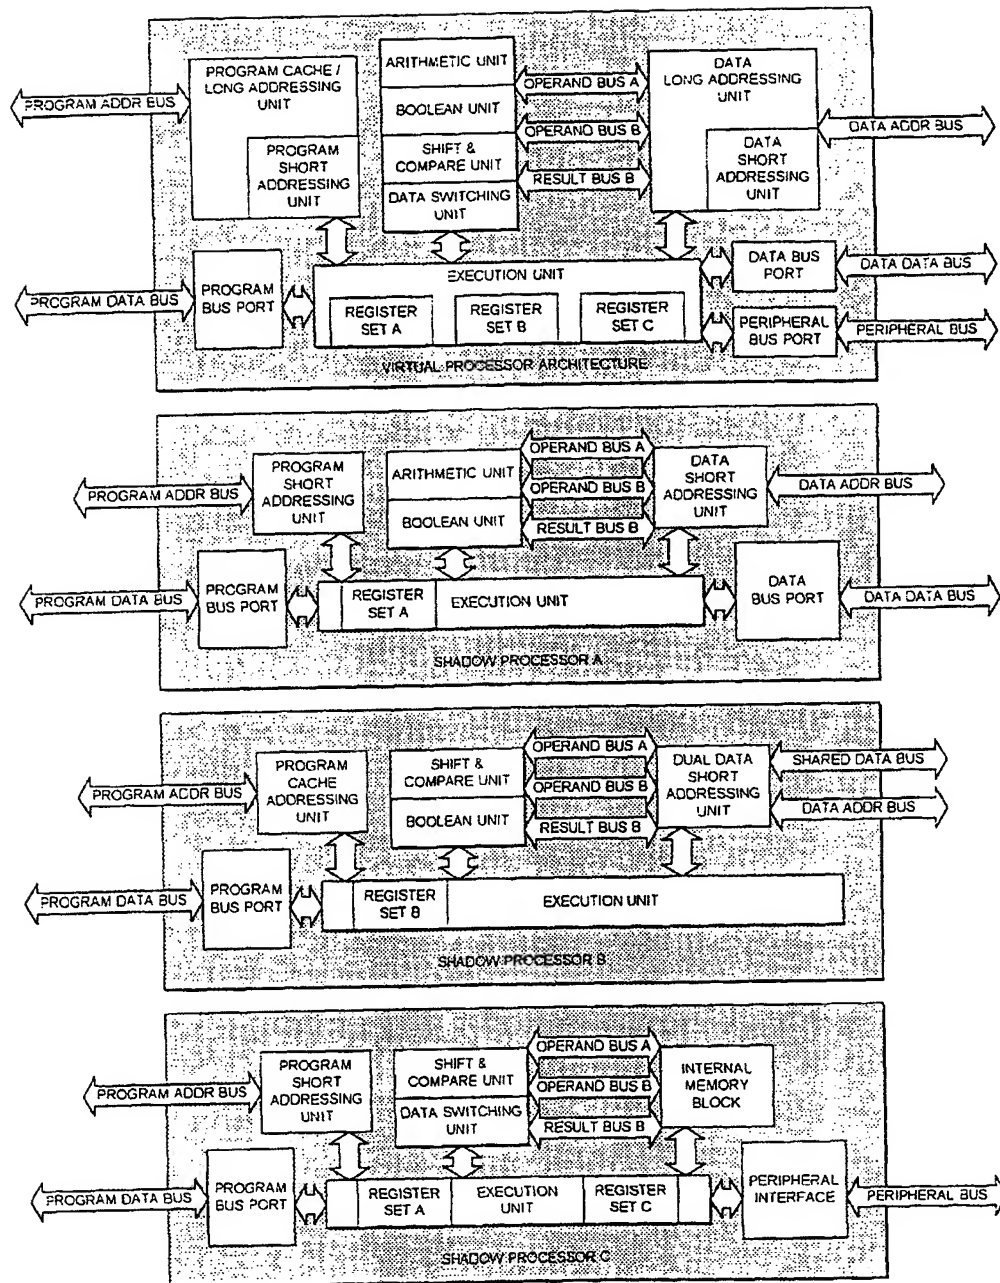 PROGRAM ADDR BUS
PROGRAM CACHE /
LONG ADDRESSING
UNIT
PROGRAM
SHORT
ADDRESSING
UNIT
ARITHMETIC UNIT
BOOLEAN UNIT
SHIFT &
COMPARE UNIT
DATA SWITCHING
UNIT
OPERAND BUS A
OPERAND BUS B
RESULT BUS B
DATA
LONG ADDRESSING
UNIT
DATA
SHORT
ADDRESSING
UNIT
DATA ADDR BUS
PROGRAM DATA BUS
PROGRAM
BUS PORT
EXECUTION UNIT
REGISTER
SET A
REGISTER
SET B
REGISTER
SET C
DATA BUS
PORT
DATA DATA BUS
PERIPHERAL
BUS PORT
PERIPHERAL BUS
VIRTUAL PROCESSOR ARCHITECTURE
PROGRAM ADDR BUS
PROGRAM
SHORT
ADDRESSING
UNIT
ARITHMETIC UNIT
BOOLEAN UNIT
OPERAND BUS A
OPERAND BUS B
RESULT BUS B
DATA
SHORT
ADDRESSING
UNIT
DATA ADDR BUS
PROGRAM DATA BUS
PROGRAM
BUS PORT
REGISTER
SET A
EXECUTION UNIT
DATA
BUS PORT
DATA DATA BUS
SHADOW PROCESSOR A
PROGRAM ADDR BUS
PROGRAM
CACHE
ADDRESSING
UNIT
SHIFT &
COMPARE UNIT
BOOLEAN UNIT
OPERAND BUS A
OPERAND BUS B
RESULT BUS B
DUAL DATA
SHORT
ADDRESSING
UNIT
SHARED DATA BUS
DATA ADDR BUS
PROGRAM DATA BUS
PROGRAM
BUS PORT
REGISTER
SET B
EXECUTION UNIT
SHADOW PROCESSOR B
PROGRAM ADDR BUS
PROGRAM
SHORT
ADDRESSING
UNIT
SHIFT &
COMPARE UNIT
DATA SWITCHING
UNIT
OPERAND BUS A
OPERAND BUS B
RESULT BUS B
INTERNAL
MEMORY
BLOCK
PROGRAM DATA BUS
PROGRAM
BUS PORT
REGISTER
SET A
EXECUTION
UNIT
REGISTER
SET C
PERIPHERAL
INTERFACE
PERIPHERAL BUS
SHADOW PROCESSOR C